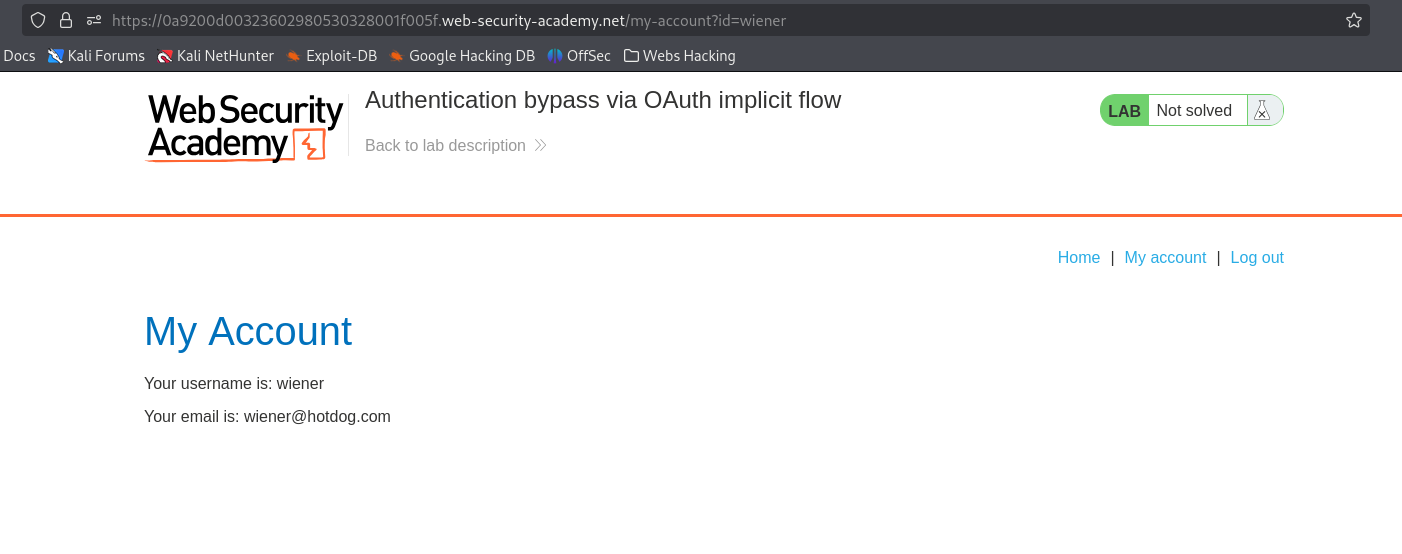 https://0a9200d00323602980530328001f005f.web-security-academy.net/my-account?id=wiener
Docs Kali Forums Kali NetHunter Exploit-DB Google Hacking DB OffSec Webs Hacking
Web Security
Academy
Authentication bypass via OAuth implicit flow
Back to lab description
LAB Not solved
Home | My account | Log out
My Account
Your username is: wiener
Your email is: wiener@hotdog.com